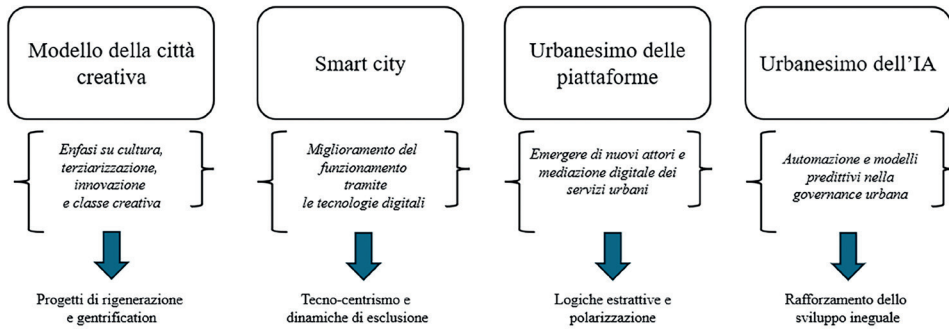 Modello della città
creativa
Enfasi su cultura,
terziarizzazione,
innovazione
e classe creativa
Progetti di rigenerazione
e gentrification
Smart city
Miglioramento del
funzionamento
tramite
le tecnologie digitali
Tecno-centrismo e
dinamiche di esclusione
Urbanesimo delle
piattaforme
Emergere di nuovi attori e
mediazione digitale dei
servizi urbani
Logiche estrattive e
polarizzazione
Urbanesimo dell'IA
Automazione e modelli
predittivi nella
governance urbana
Rafforzamento dello
sviluppo ineguale